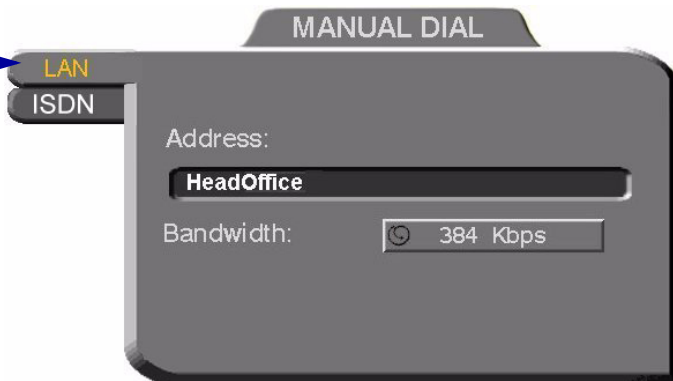 MANUAL DIAL
LAN
ISDN
Address:
HeadOffice
Bandwidth:
384 Kbps